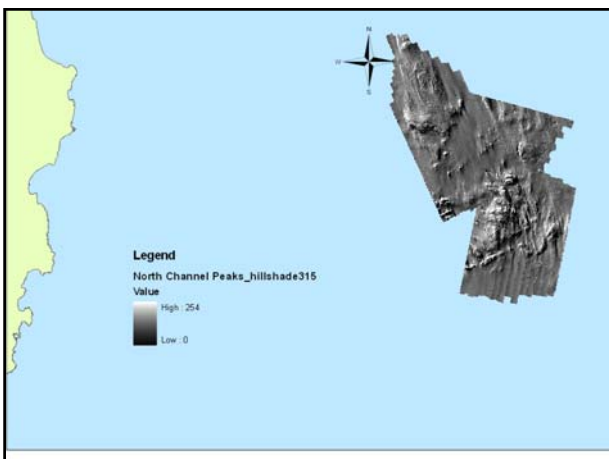 N
W
S
Legend
North Channel Peaks_hillshade315
Value
High : 254
Low : 0